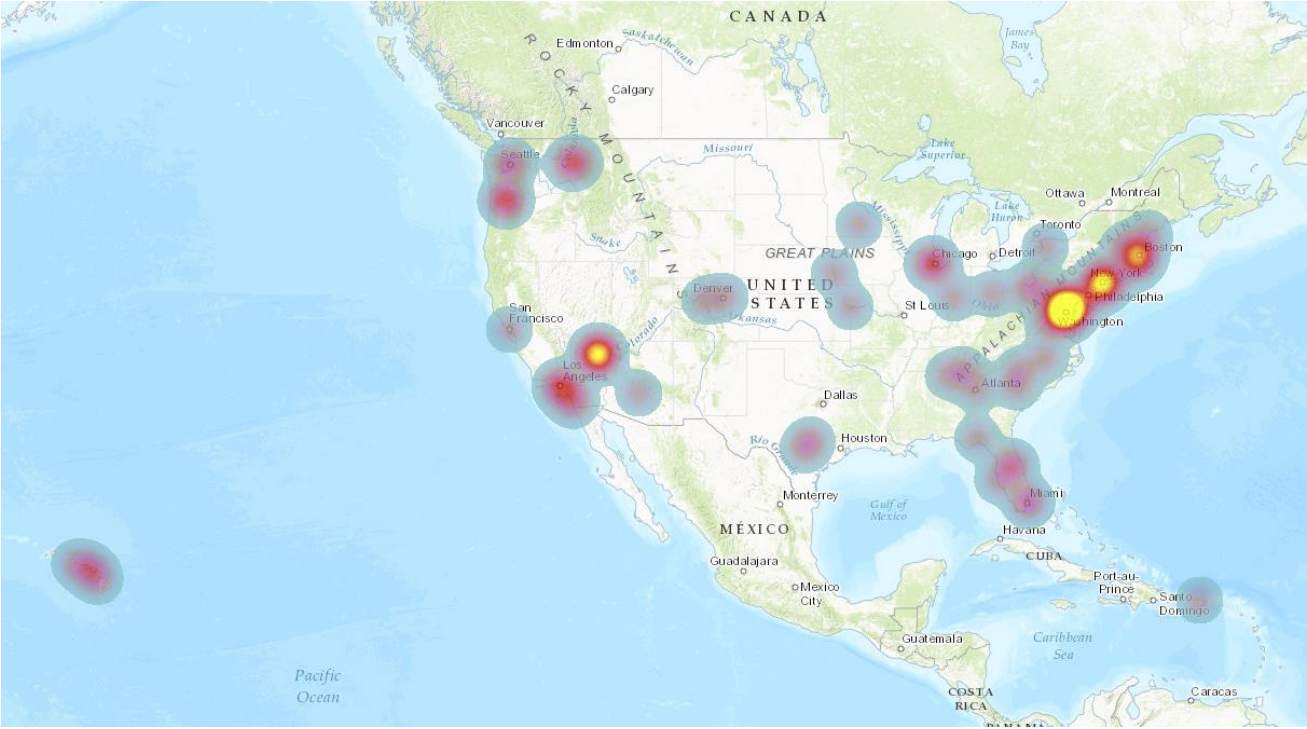 CANADA
James
Bay
Saskatchewan
Edmonton
ROCKY MOUNTAINS
Calgary
Vancouver
Columbia
Seattle
Missouri
Lake
Superior
Ottawa
Montreal
Mississippi
Lake
Huron
Toronto
Snake
GREAT PLAINS
Chicago
Detroit
Boston
APPALACHIAN MOUNTAINS
New York
Denver
UNITED
STATES
Ohio
Philadelphia
San
Francisco
Arkansas
St Louis
Washington
Colorado
Los
Angeles
Atlanta
Dallas
Rio Grande
Houston
Monterrey
Gulf of
Mexico
Miami
MÉXICO
Havana
CUBA
Guadalajara
Port-au-
Prince
Mexico
City
Santo
Domingo
Guatemala
Caribbean
Sea
Pacific
Ocean
COSTA
RICA
Caracas
PANAMA